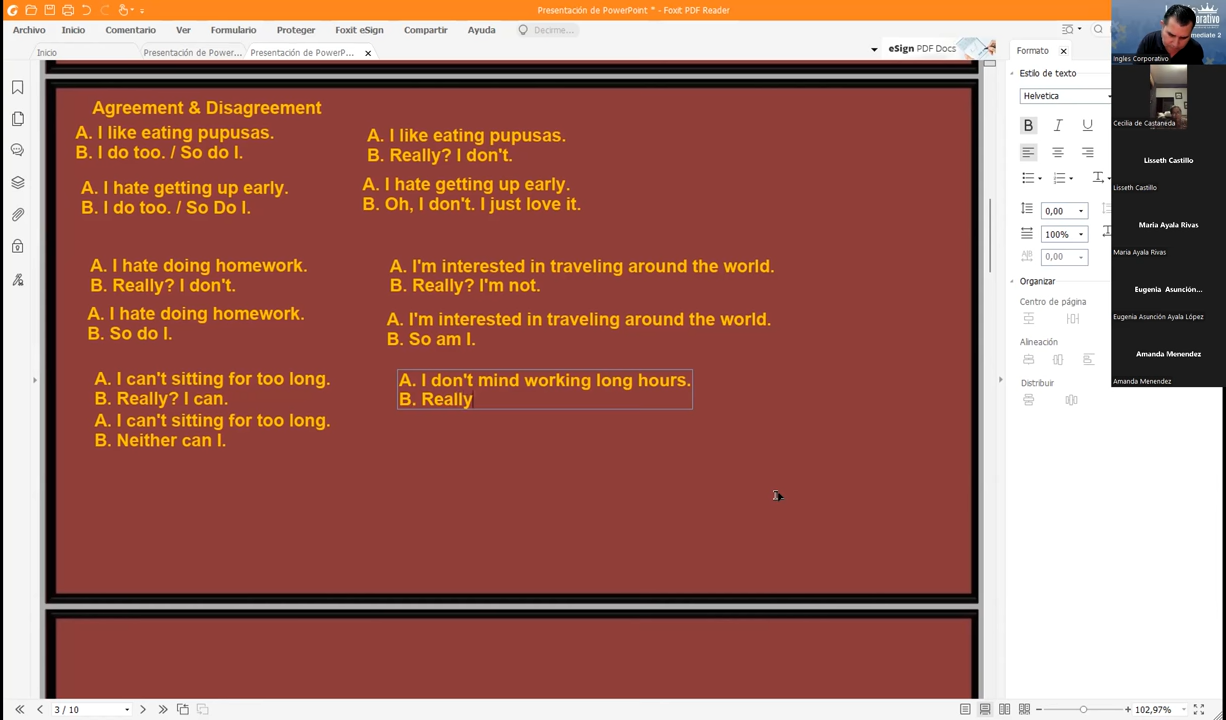 Presentación de PowerPoint * - Foxit PDF Reader
Archivo Inicio Comentario Ver Formulario Proteger Foxit eSign Compartir Ayuda Decirme...
Inicio Presentación de Power... Presentación de PowerP... eSign PDF Docs
Agreement & Disagreement
A. I like eating pupusas.
B. I do too. / So do I.
A. I like eating pupusas.
B. Really? I don't.
A. I hate getting up early.
B. I do too. / So Do I.
A. I hate getting up early.
B. Oh, I don't. I just love it.
A. I hate doing homework.
B. Really? I don't.
A. I'm interested in traveling around the world.
B. Really? I'm not.
A. I hate doing homework.
B. So do I.
A. I'm interested in traveling around the world.
B. So am I.
A. I can't sitting for too long.
B. Really? I can.
A. I can't sitting for too long.
B. Neither can I.
A. I don't mind working long hours.
B. Really
Formato
Estilo de texto
Helvetica
B I U
0,00
100%
0,00
Organizar
Centro de página
Alineación
Distribuir
Ingles Corporativo
Cecilia de Castaneda
Lisseth Castillo
Lisseth Castillo
Maria Ayala Rivas
Maria Ayala Rivas
Eugenia Asunción...
Eugenia Asunción Ayala López
Amanda Menendez
Amanda Menendez
3 / 10
102,97%